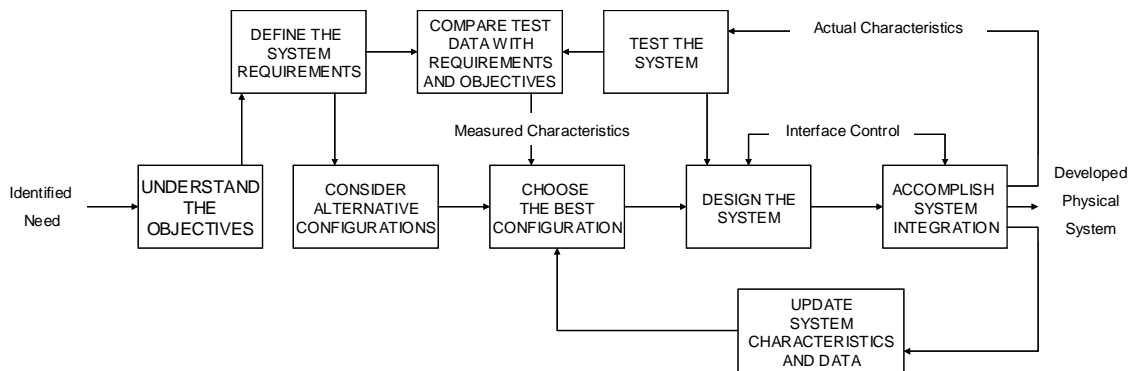 DEFINE THE
SYSTEM
REQUIREMENTS
COMPARE TEST
DATA WITH
REQUIREMENTS
AND OBJECTIVES
TEST THE
SYSTEM
Actual Characteristics
Measured Characteristics
Interface Control
Identified
Need
UNDERSTAND
THE
OBJECTIVES
CONSIDER
ALTERNATIVE
CONFIGURATIONS
CHOOSE
THE BEST
CONFIGURATION
DESIGN THE
SYSTEM
ACCOMPLISH
SYSTEM
INTEGRATION
Developed
Physical
System
UPDATE
SYSTEM
CHARACTERISTICS
AND DATA